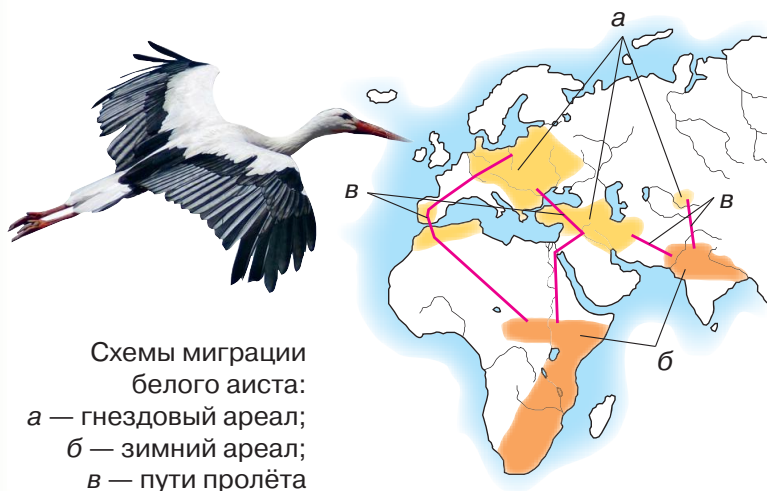 а
в
в
б
Схемы миграции
белого аиста:
а — гнездовый ареал;
б — зимний ареал;
в — пути пролёта